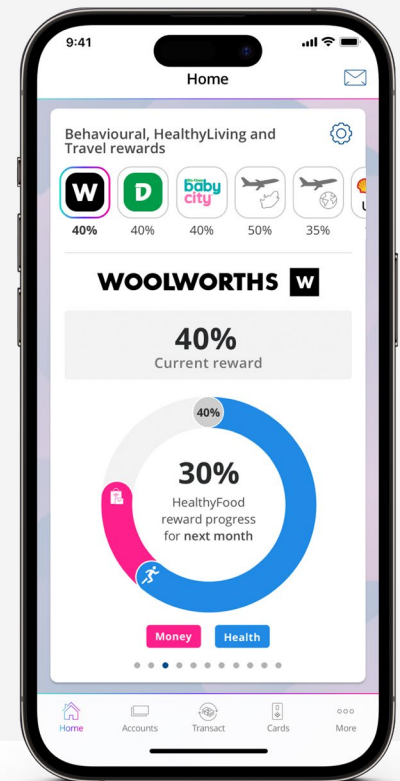 9:41
Home
Behavioural, HealthyLiving and
Travel rewards
W
D
baby
city
40%
40%
40%
50%
35%
WOOLWORTHS W
40%
Current reward
40%
30%
HealthyFood
reward progress
for next month
Money
Health
Home
Accounts
Transact
Cards
More